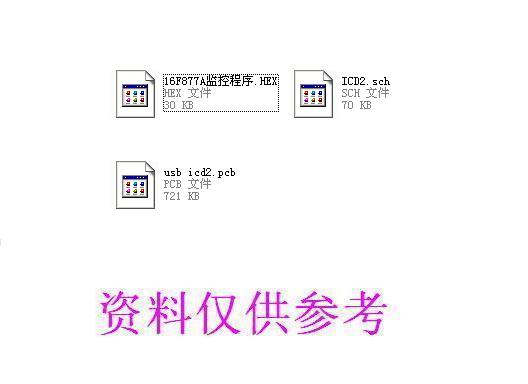 16F877A监控程序.HEX
HEX 文件
30 KB
ICD2.sch
SCH 文件
70 KB
usb icd2.pcb
PCB 文件
721 KB
资料仅供参考